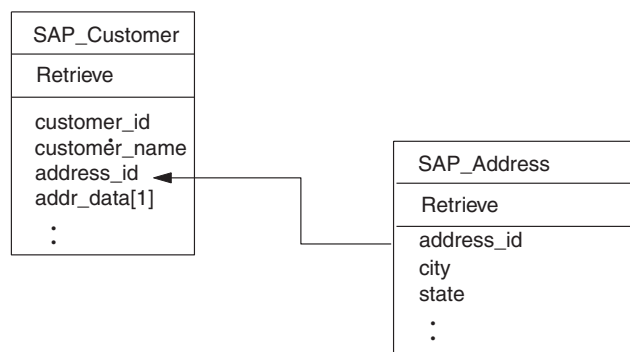 SAP_Customer
Retrieve
customer_id
customer_name
address_id
addr_data[1]
SAP_Address
Retrieve
address_id
city
state